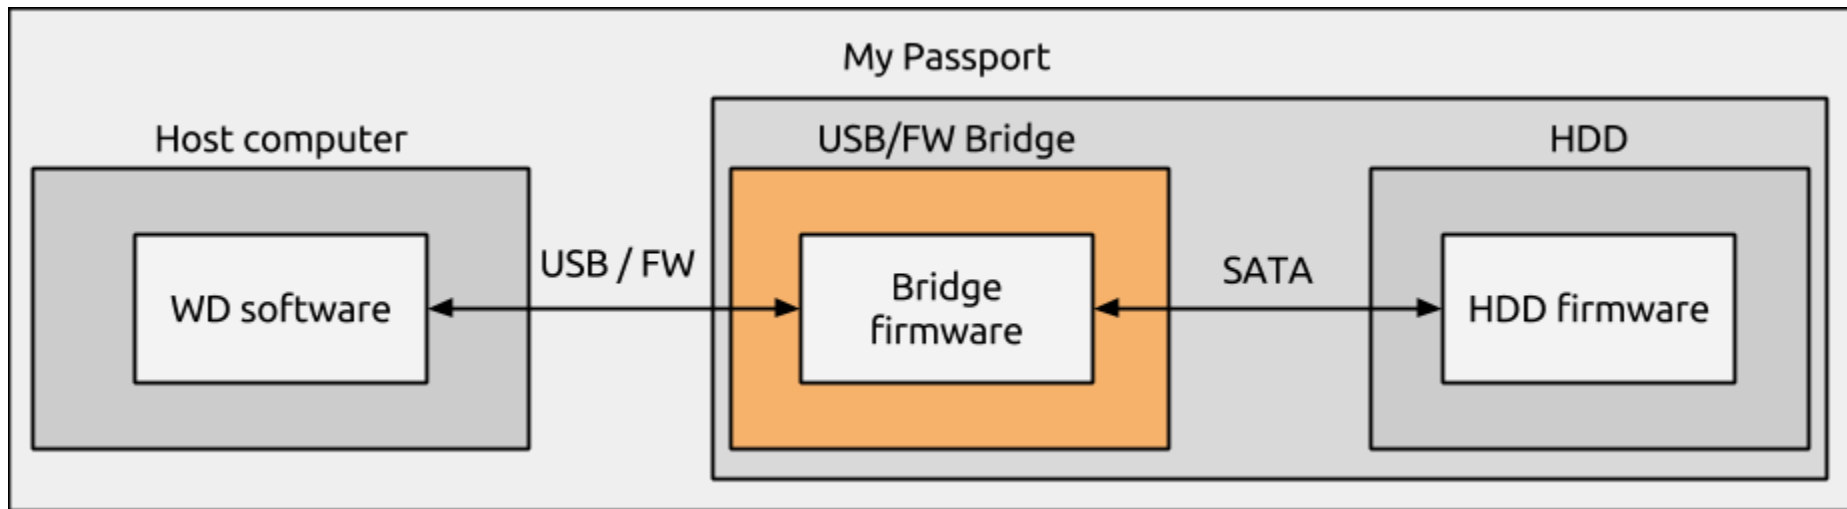 My Passport
Host computer
USB/FW Bridge
HDD
WD software
USB / FW
Bridge
firmware
SATA
HDD firmware